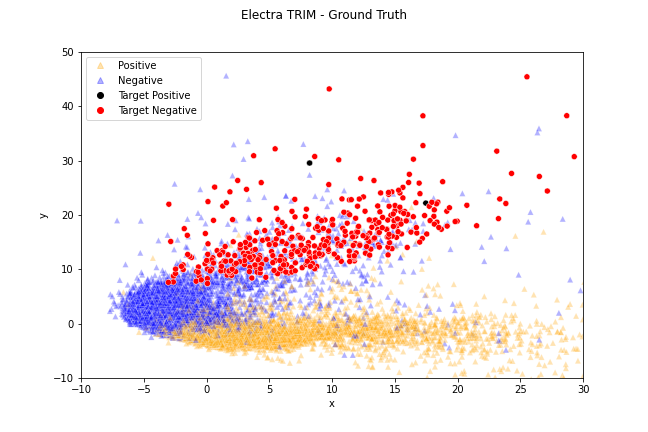 Electra TRIM - Ground Truth
Positive
Negative
Target Positive
Target Negative
y
50
40
30
20
10
0
−10
−10 −5 0 5 10 15 20 25 30
x